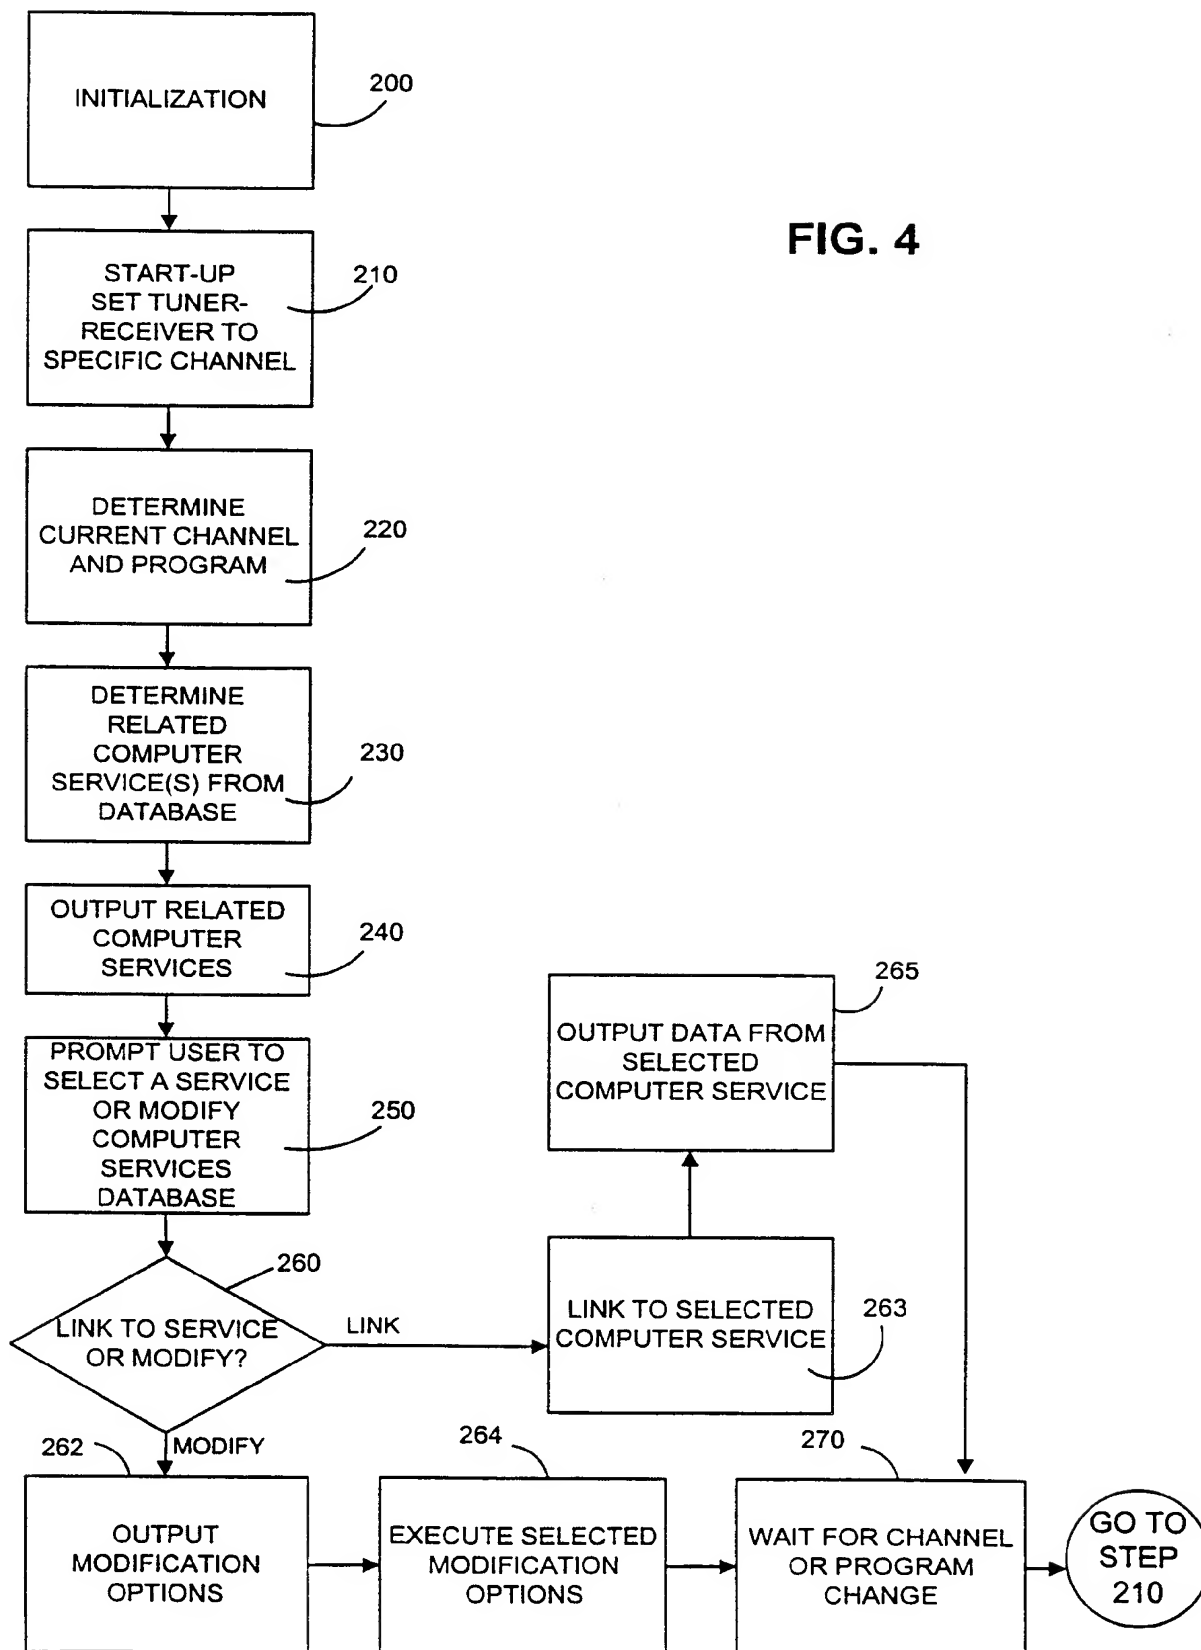 INITIALIZATION
200
FIG. 4
START-UP
SET TUNER-
RECEIVER TO
SPECIFIC CHANNEL
210
DETERMINE
CURRENT CHANNEL
AND PROGRAM
220
DETERMINE
RELATED
COMPUTER
SERVICE(S) FROM
DATABASE
230
OUTPUT RELATED
COMPUTER
SERVICES
240
PROMPT USER TO
SELECT A SERVICE
OR MODIFY
COMPUTER
SERVICES
DATABASE
250
LINK TO SERVICE
OR MODIFY?
260
LINK
LINK TO SELECTED
COMPUTER SERVICE
263
OUTPUT DATA FROM
SELECTED
COMPUTER SERVICE
265
MODIFY
262
OUTPUT
MODIFICATION
OPTIONS
264
EXECUTE SELECTED
MODIFICATION
OPTIONS
270
WAIT FOR CHANNEL
OR PROGRAM
CHANGE
GO TO
STEP
210